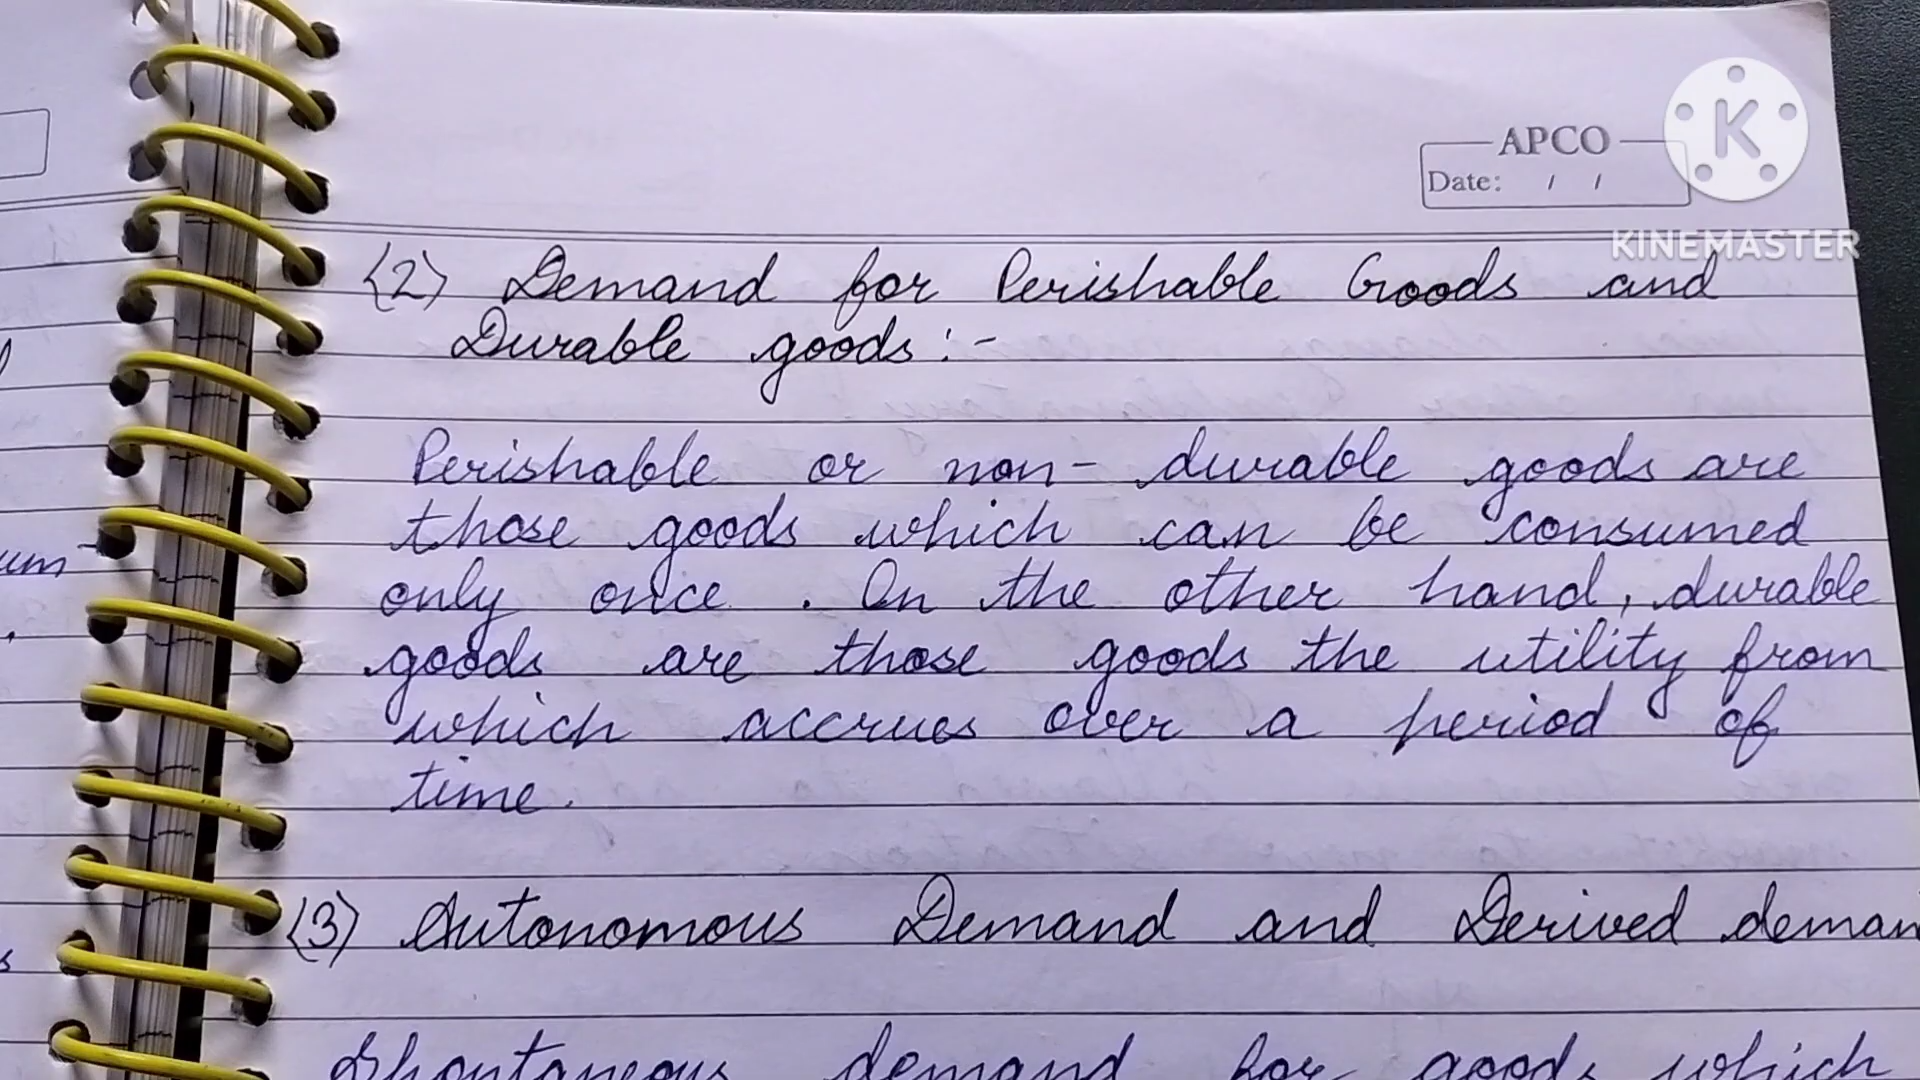 APCO
Date: / /
K
KINEMASTER
(2) Demand for Perishable Goods and
Durable goods :-
Perishable or non- durable goods are
those goods which can be consumed
only once . On the other hand, durable
goods are those goods the utility from
which accrues over a period of
time.
(3) Autonomous Demand and Derived deman
Spontaneous demand for goods which
um